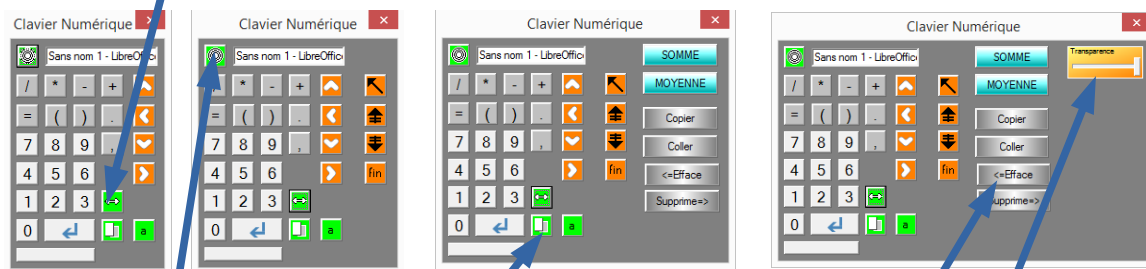 Clavier Numérique
Sans nom 1 - LibreOffic
/ * - +
= ( ) .
7 8 9 ,
4 5 6
1 2 3
0 a
Clavier Numérique
Sans nom 1 - LibreOffic
* - +
= ( ) .
7 8 9 ,
4 5 6 fin
1 2 3
0 a
Clavier Numérique
Sans nom 1 - LibreOffic SOMME
/ * - + MOYENNE
= ( ) . Copier
7 8 9 , Coller
4 5 6 fin <=Efface
1 2 3 Supprime=>
0 a
Clavier Numérique
Sans nom 1 - LibreOffic SOMME Transparence
/ * - + MOYENNE
= ( ) . Copier
7 8 9 , Coller
4 5 6 fin <=Efface
1 2 3 Supprime=>
0 a